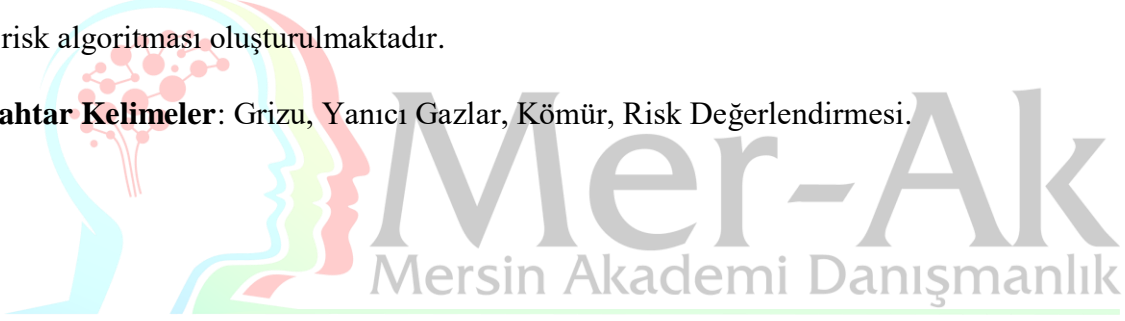 risk algoritması oluşturulmaktadır.
ahtar Kelimeler: Grizu, Yanıcı Gazlar, Kömür, Risk Değerlendirmesi.
Mer-Ak
Mersin Akademi Danışmanlık